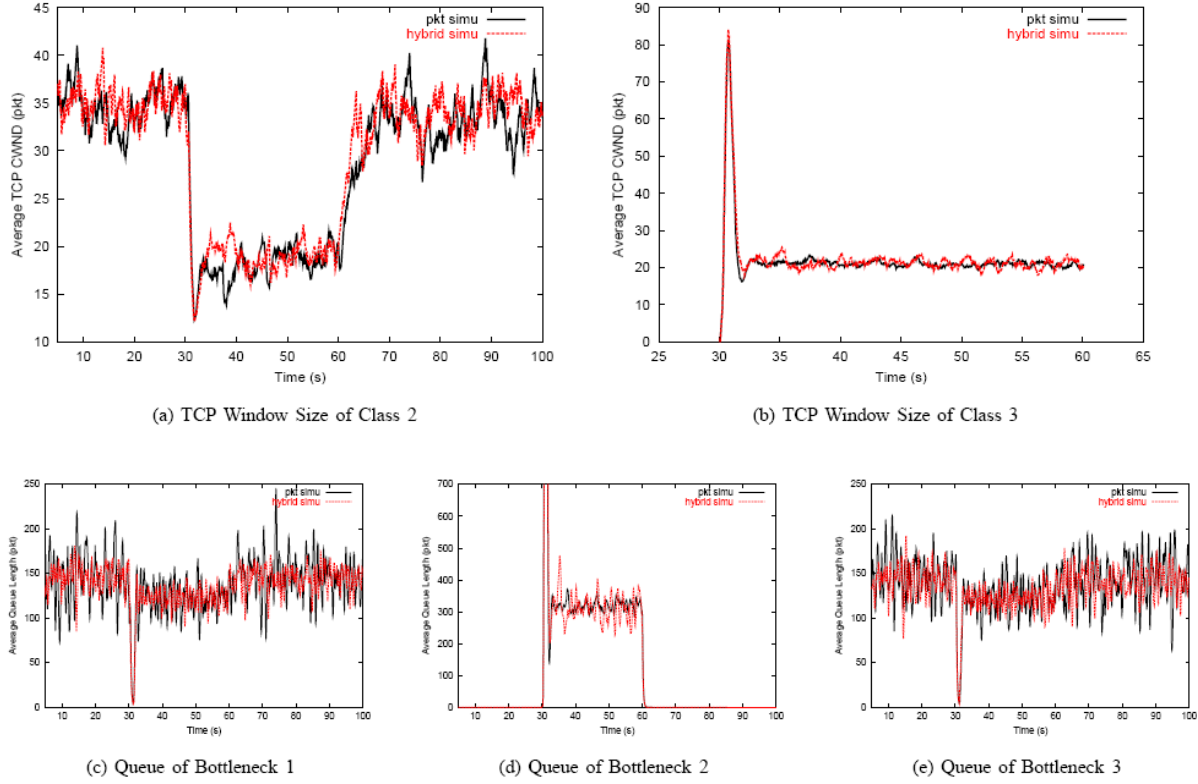 45
40
35
30
25
20
15
10
Average TCP CWND (pkt)
pkt simu
hybrid simu
10 20 30 40 50 60 70 80 90 100
Time (s)
(a) TCP Window Size of Class 2
90
80
70
60
50
40
30
20
10
0
Average TCP CWND (pkt)
pkt simu
hybrid simu
25 30 35 40 45 50 55 60 65
Time (s)
(b) TCP Window Size of Class 3
250
200
150
100
50
0
Average Queue Length (pkt)
pkt simu
hybrid simu
10 20 30 40 50 60 70 80 90 100
Time (s)
(c) Queue of Bottleneck 1
700
600
500
400
300
200
100
0
Average Queue Length (pkt)
pkt simu
hybrid simu
10 20 30 40 50 60 70 80 90 100
Time (s)
(d) Queue of Bottleneck 2
250
200
150
100
50
0
Average Queue Length (pkt)
pkt simu
hybrid simu
10 20 30 40 50 60 70 80 90 100
Time (s)
(e) Queue of Bottleneck 3